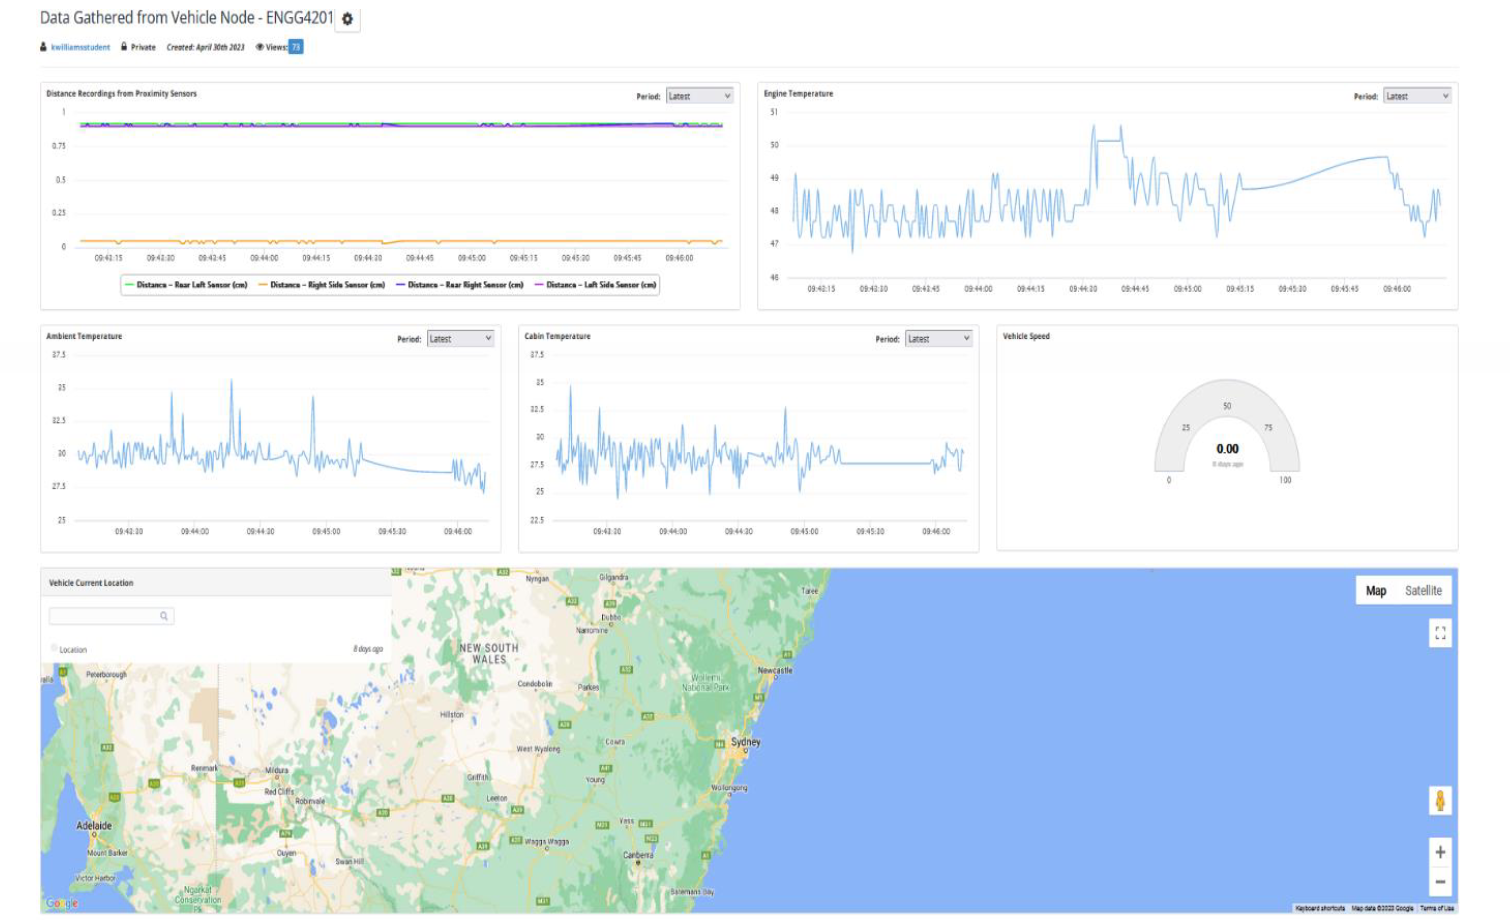 Data Gathered from Vehicle Node - ENGG4201
kwilliamsstudent Private Created: April 30th 2023 Views: 73
Distance Recordings from Proximity Sensors
Period: Latest
1
0.75
0.5
0.25
0
09:43:15 09:43:30 09:43:45 09:44:00 09:44:15 09:44:30 09:44:45 09:45:00 09:45:15 09:45:30 09:45:45 09:46:00
Distance – Rear Left Sensor (cm) Distance – Right Side Sensor (cm) Distance – Rear Right Sensor (cm) Distance – Left Side Sensor (cm)
Engine Temperature
Period: Latest
51
50
49
48
47
46
09:43:15 09:43:30 09:43:45 09:44:00 09:44:15 09:44:30 09:44:45 09:45:00 09:45:15 09:45:30 09:45:45 09:46:00
Ambient Temperature
Period: Latest
37.5
35
32.5
30
27.5
25
09:43:30 09:44:00 09:44:30 09:45:00 09:45:30 09:46:00
Cabin Temperature
Period: Latest
37.5
35
32.5
30
27.5
25
22.5
09:43:30 09:44:00 09:44:30 09:45:00 09:45:30 09:46:00
Vehicle Speed
50
25 75
0.00
8 days ago
0 100
Vehicle Current Location
Location 8 days ago
Map Satellite
Nyngan
Gilgandra
Taree
Dubbo
Narromine
NEW SOUTH
WALES
Peterborough
Newcastle
Wollemi
National Park
Condobolin
Parkes
Hillston
Cowra
Sydney
West Wyalong
Renmark
Mildura
Griffith
Young
Red Cliffs
Wollongong
Robinvale
Leeton
Adelaide
Yass
Wagga Wagga
Mount Barker
Ouyen
Canberra
Swan Hill
Victor Harbor
Batemans Bay
Ngarkat
Conservation
Google
Keyboard shortcuts Map data ©2023 Google Terms of Use